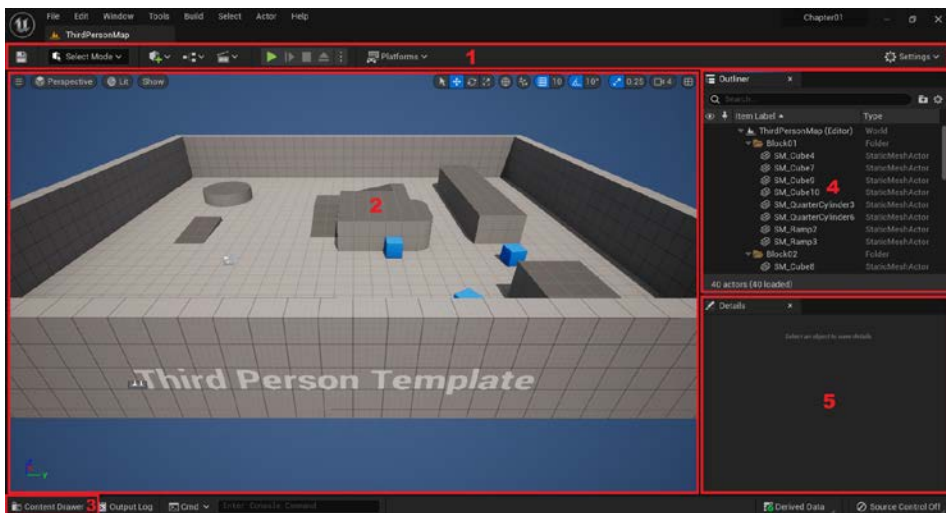 File Edit Window Tools Build Select Actor Help
Chapter01
ThirdPersonMap
Select Mode
Platforms
1
Settings
Perspective Lit Show
10 10° 0.25 4
Outliner
Search...
Item Label Type
ThirdPersonMap (Editor) World
Block01 Folder
SM_Cube4 StaticMeshActor
SM_Cube7 StaticMeshActor
SM_Cube9 StaticMeshActor
SM_Cube10 StaticMeshActor
4
SM_QuarterCylinder3 StaticMeshActor
SM_QuarterCylinder6 StaticMeshActor
SM_Ramp2 StaticMeshActor
SM_Ramp3 StaticMeshActor
Block02 Folder
SM_Cube8 StaticMeshActor
40 actors (40 loaded)
2
Details
Select an object to view details.
5
Third Person Template
Z
Y
Content Drawer 3 Output Log Cmd Enter Console Command
Derived Data Source Control Off